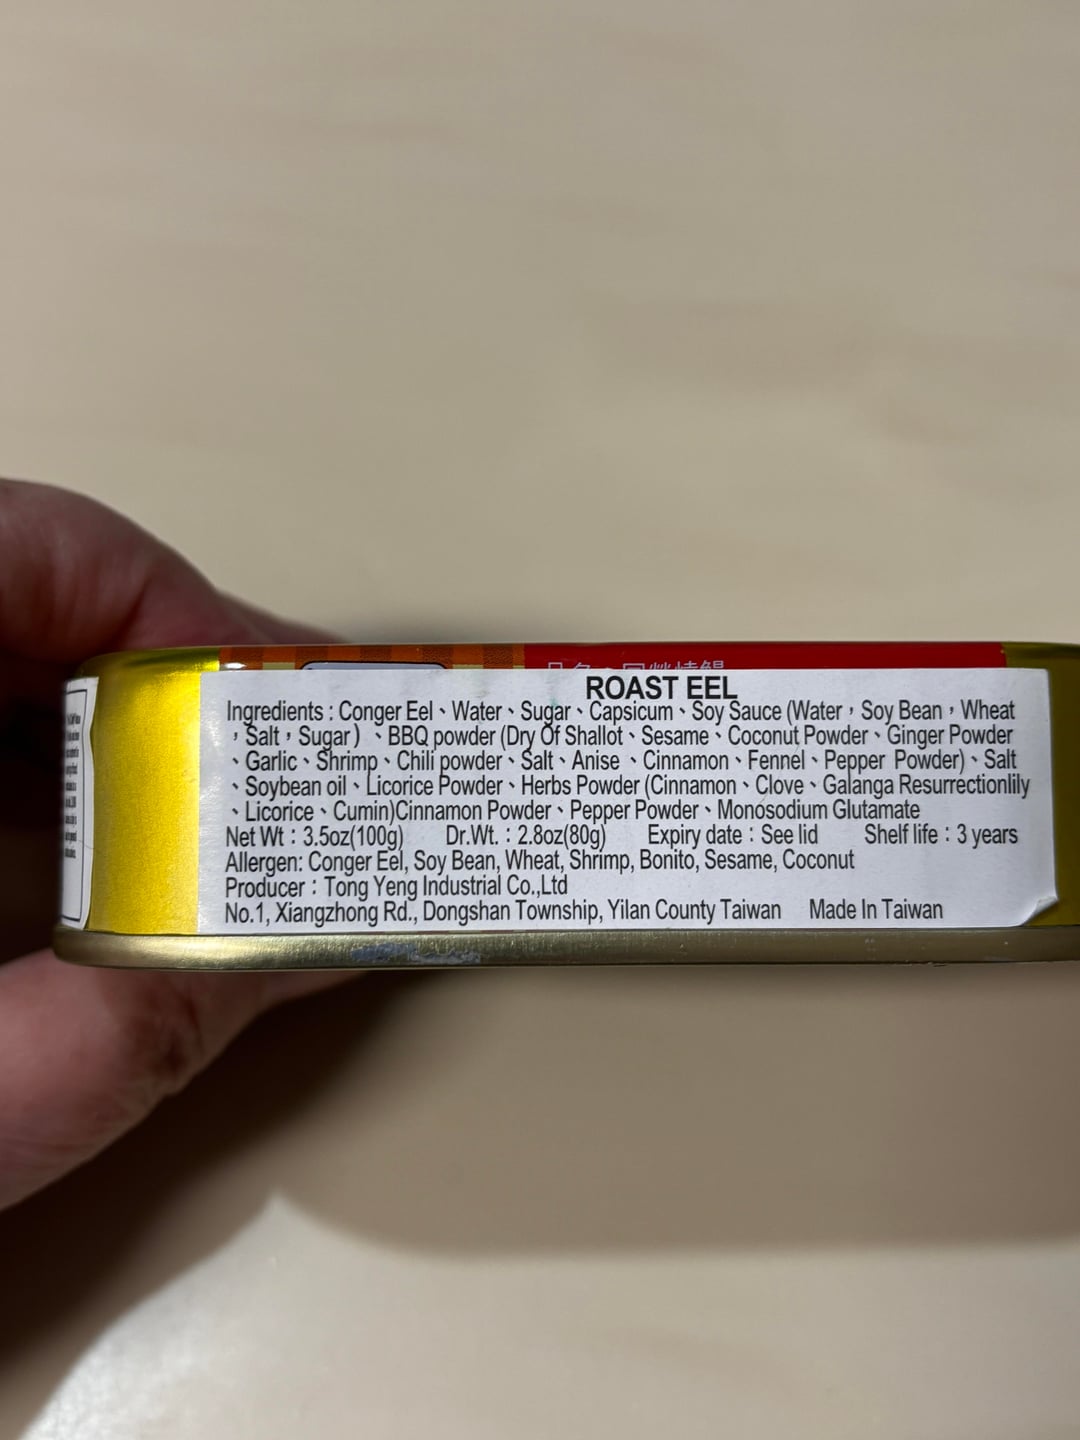 ROAST EEL
Ingredients：Conger Eel、Water、Sugar、Capsicum、Soy Sauce (Water，Soy Bean，Wheat
，Salt，Sugar) 、BBQ powder (Dry Of Shallot、Sesame、Coconut Powder、Ginger Powder
、Garlic、Shrimp、Chili powder、Salt、Anise、Cinnamon、Fennel、Pepper Powder)、Salt
、Soybean oil、Licorice Powder、Herbs Powder (Cinnamon、Clove、Galanga Resurrectionlily
、Licorice、Cumin)Cinnamon Powder、Pepper Powder、Monosodium Glutamate
Net Wt：3.5oz(100g) Dr.Wt.：2.8oz(80g) Expiry date：See lid Shelf life：3 years
Allergen: Conger Eel, Soy Bean, Wheat, Shrimp, Bonito, Sesame, Coconut
Producer：Tong Yeng Industrial Co.,Ltd
No.1, Xiangzhong Rd., Dongshan Township, Yilan County Taiwan Made In Taiwan